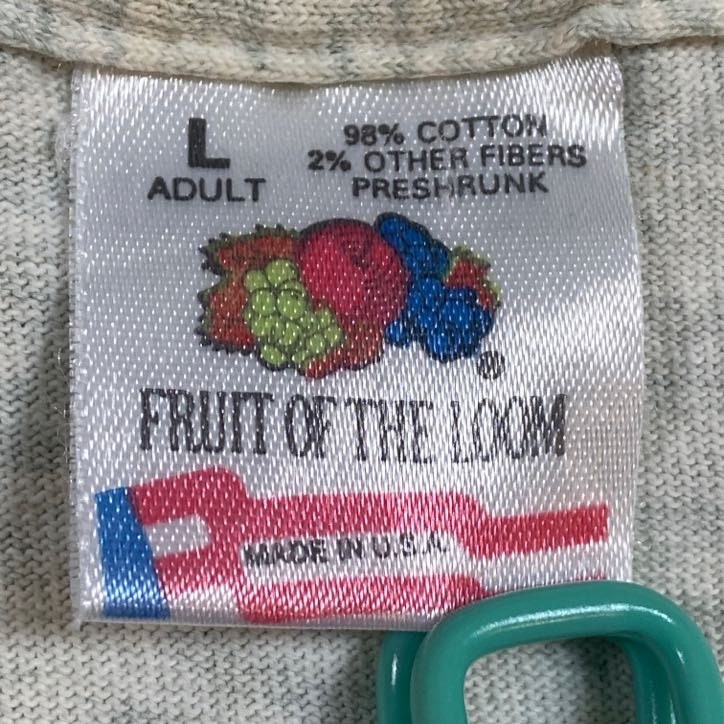 L
ADULT
98% COTTON
2% OTHER FIBERS
PRESHRUNK
®
FRUIT OF THE LOOM
MADE IN U.S.A.